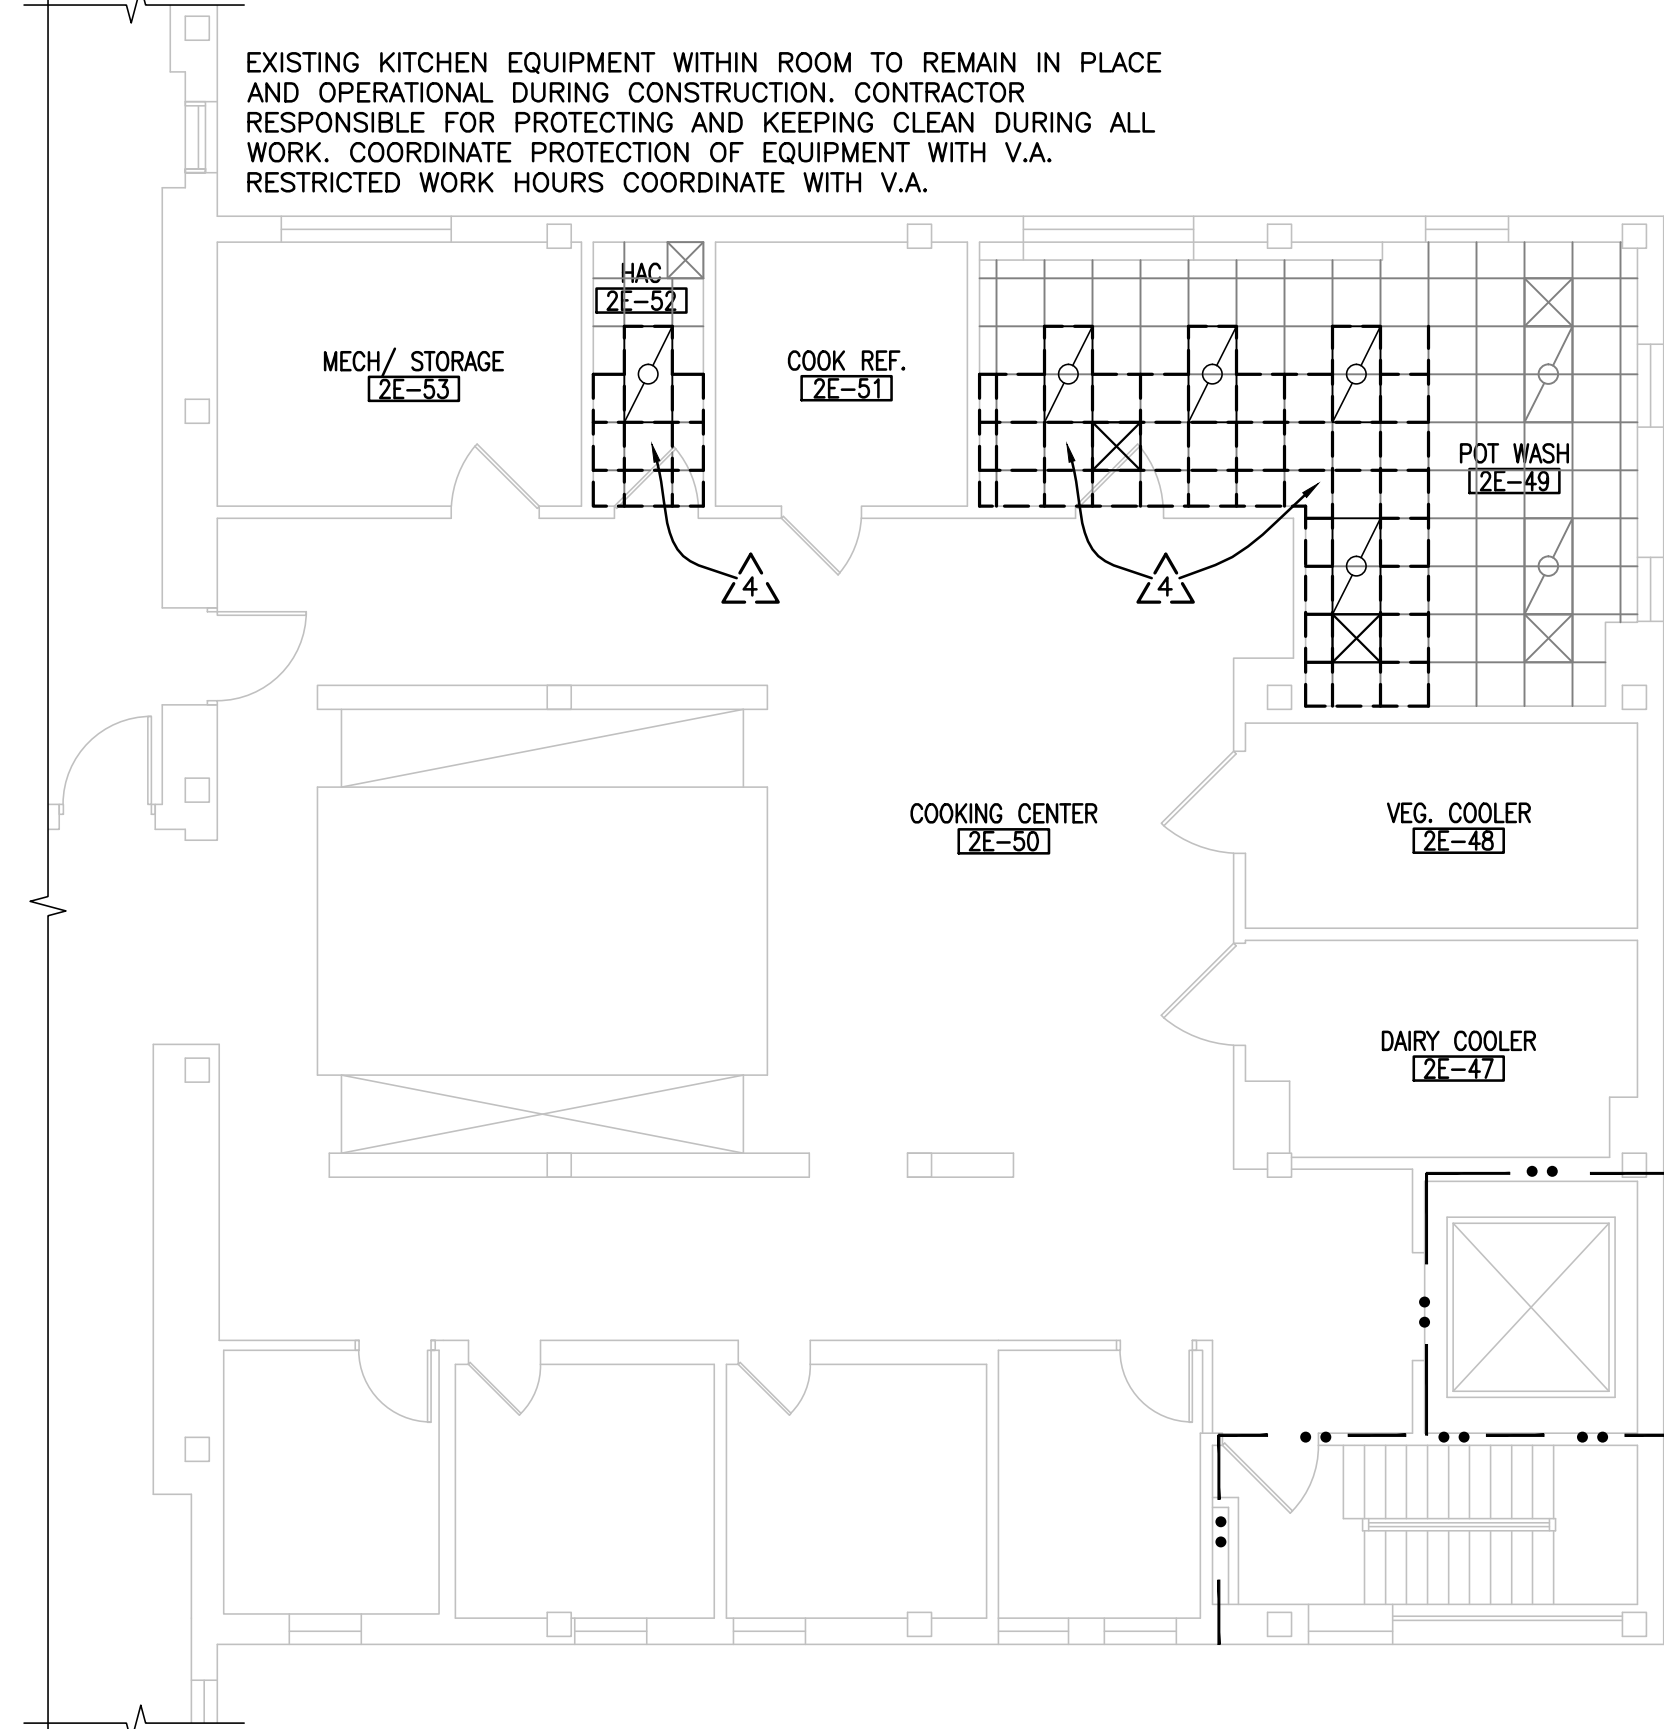 EXISTING KITCHEN EQUIPMENT WITHIN ROOM TO REMAIN IN PLACE
AND OPERATIONAL DURING CONSTRUCTION. CONTRACTOR
RESPONSIBLE FOR PROTECTING AND KEEPING CLEAN DURING ALL
WORK. COORDINATE PROTECTION OF EQUIPMENT WITH V.A.
RESTRICTED WORK HOURS COORDINATE WITH V.A.
HAC
2E-52
MECH/ STORAGE
2E-53
COOK REF.
2E-51
POT WASH
2E-49
4
4
COOKING CENTER
2E-50
VEG. COOLER
2E-48
DAIRY COOLER
2E-47